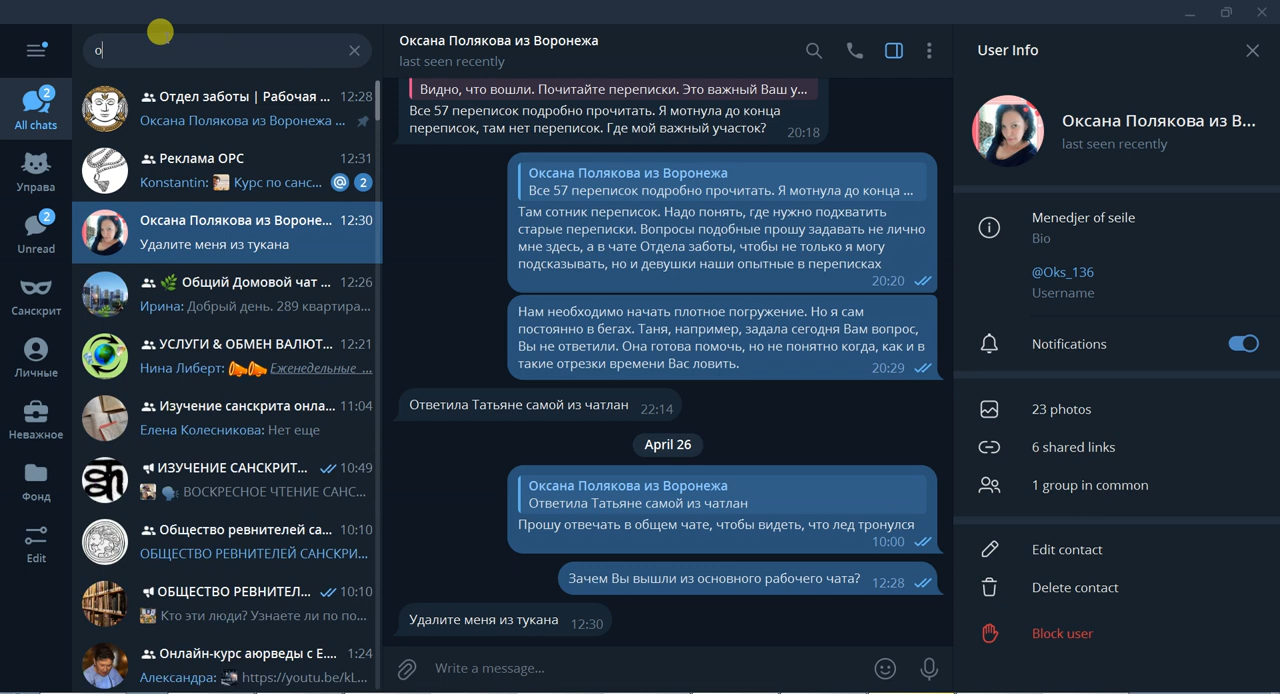 о
All chats
2
Управа
Unread
2
Санскрит
Личные
Неважное
Фонд
Edit
Отдел заботы | Рабочая ... 12:28
Оксана Полякова из Воронежа ...
Реклама ОРС 12:31
Konstantin: Курс по санс... @ 2
Оксана Полякова из Вороне... 12:30
Удалите меня из тукана
Общий Домовой чат ... 12:26
Ирина: Добрый день. 289 квартира...
УСЛУГИ & ОБМЕН ВАЛЮТ... 12:21
Нина Либерт: Еженедельные ...
Изучение санскрита онла... 11:04
Елена Колесникова: Нет еще
ИЗУЧЕНИЕ САНСКРИТ... 10:49
ВОСКРЕСНОЕ ЧТЕНИЕ САНС...
Общество ревнителей са... 10:10
ОБЩЕСТВО РЕВНИТЕЛЕЙ САНСКРИ...
ОБЩЕСТВО РЕВНИТЕЛ... 10:10
Кто эти люди? Узнаете ли по по...
Онлайн-курс аюрведы с Е.... 1:24
Александра: https://youtu.be/kL...
Оксана Полякова из Воронежа
last seen recently
Видно, что вошли. Почитайте переписки. Это важный Ваш у...
Все 57 переписок подробно прочитать. Я мотнула до конца
переписок, там нет переписок. Где мой важный участок? 20:18
Оксана Полякова из Воронежа
Все 57 переписок подробно прочитать. Я мотнула до конца ...
Там сотник переписок. Надо понять, где нужно подхватить
старые переписки. Вопросы подобные прошу задавать не лично
мне здесь, а в чате Отдела заботы, чтобы не только я могу
подсказывать, но и девушки наши опытные в переписках
20:20
Нам необходимо начать плотное погружение. Но я сам
постоянно в бегах. Таня, например, задала сегодня Вам вопрос,
Вы не ответили. Она готова помочь, но не понятно когда, как и в
такие отрезки времени Вас ловить. 20:29
Ответила Татьяне самой из чатлан 22:14
April 26
Оксана Полякова из Воронежа
Ответила Татьяне самой из чатлан
Прошу отвечать в общем чате, чтобы видеть, что лед тронулся
10:00
Зачем Вы вышли из основного рабочего чата? 12:28
Удалите меня из тукана 12:30
Write a message...
User Info
Оксана Полякова из В...
last seen recently
Menedjer of seile
Bio
@Oks_136
Username
Notifications
23 photos
6 shared links
1 group in common
Edit contact
Delete contact
Block user